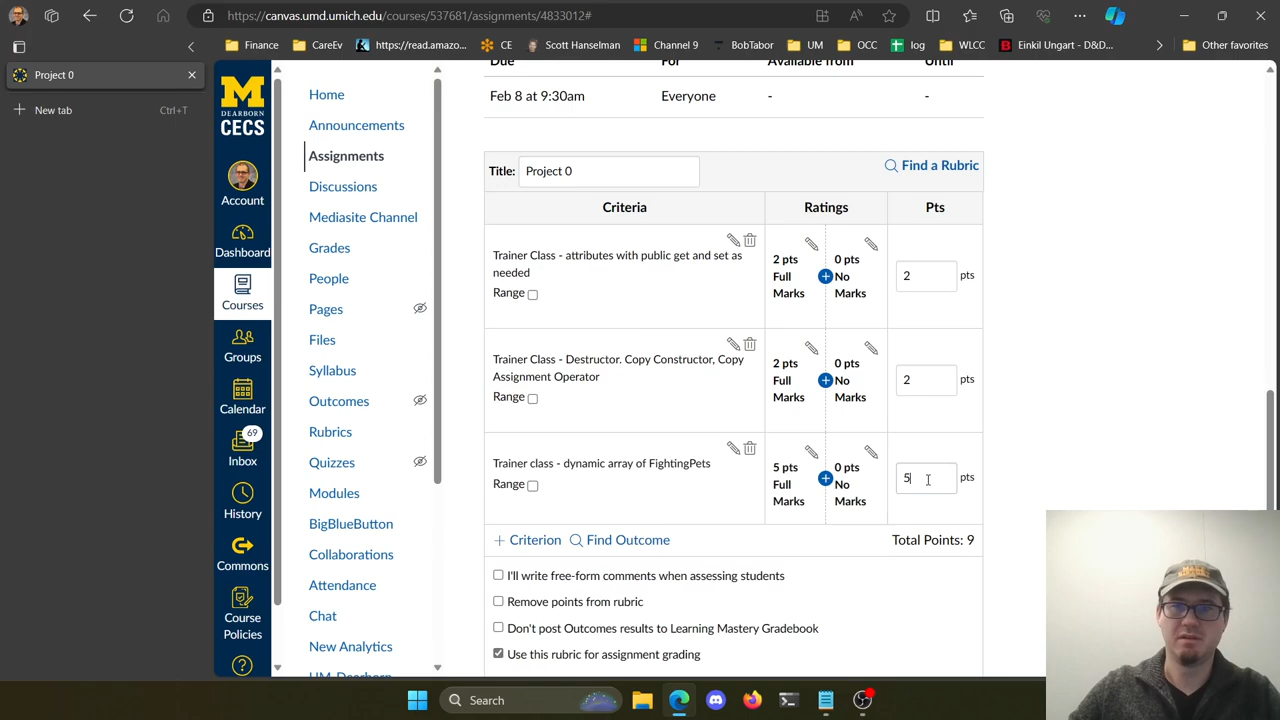 https://canvas.umd.umich.edu/courses/537681/assignments/4833012#
Finance
CareEv
https://read.amazo...
CE
Scott Hanselman
Channel 9
BobTabor
UM
OCC
log
WLCC
Einkil Ungart - D&D...
Other favorites
Project 0
New tab
Ctrl+T
M
DEARBORN
CECS
Account
Dashboard
Courses
Groups
Calendar
69
Inbox
History
Commons
Course
Policies
Home
Announcements
Assignments
Discussions
Mediasite Channel
Grades
People
Pages
Files
Syllabus
Outcomes
Rubrics
Quizzes
Modules
BigBlueButton
Collaborations
Attendance
Chat
New Analytics
UM-Dearborn
Due For Available from Until
Feb 8 at 9:30am Everyone - -
Title: Project 0
Find a Rubric
Criteria Ratings Pts
Trainer Class - attributes with public get and set as
needed
Range
2 pts
Full
Marks
0 pts
No
Marks
2 pts
Trainer Class - Destructor. Copy Constructor, Copy
Assignment Operator
Range
2 pts
Full
Marks
0 pts
No
Marks
2 pts
Trainer class - dynamic array of FightingPets
Range
5 pts
Full
Marks
0 pts
No
Marks
5 pts
+ Criterion Find Outcome Total Points: 9
I'll write free-form comments when assessing students
Remove points from rubric
Don't post Outcomes results to Learning Mastery Gradebook
Use this rubric for assignment grading
Search